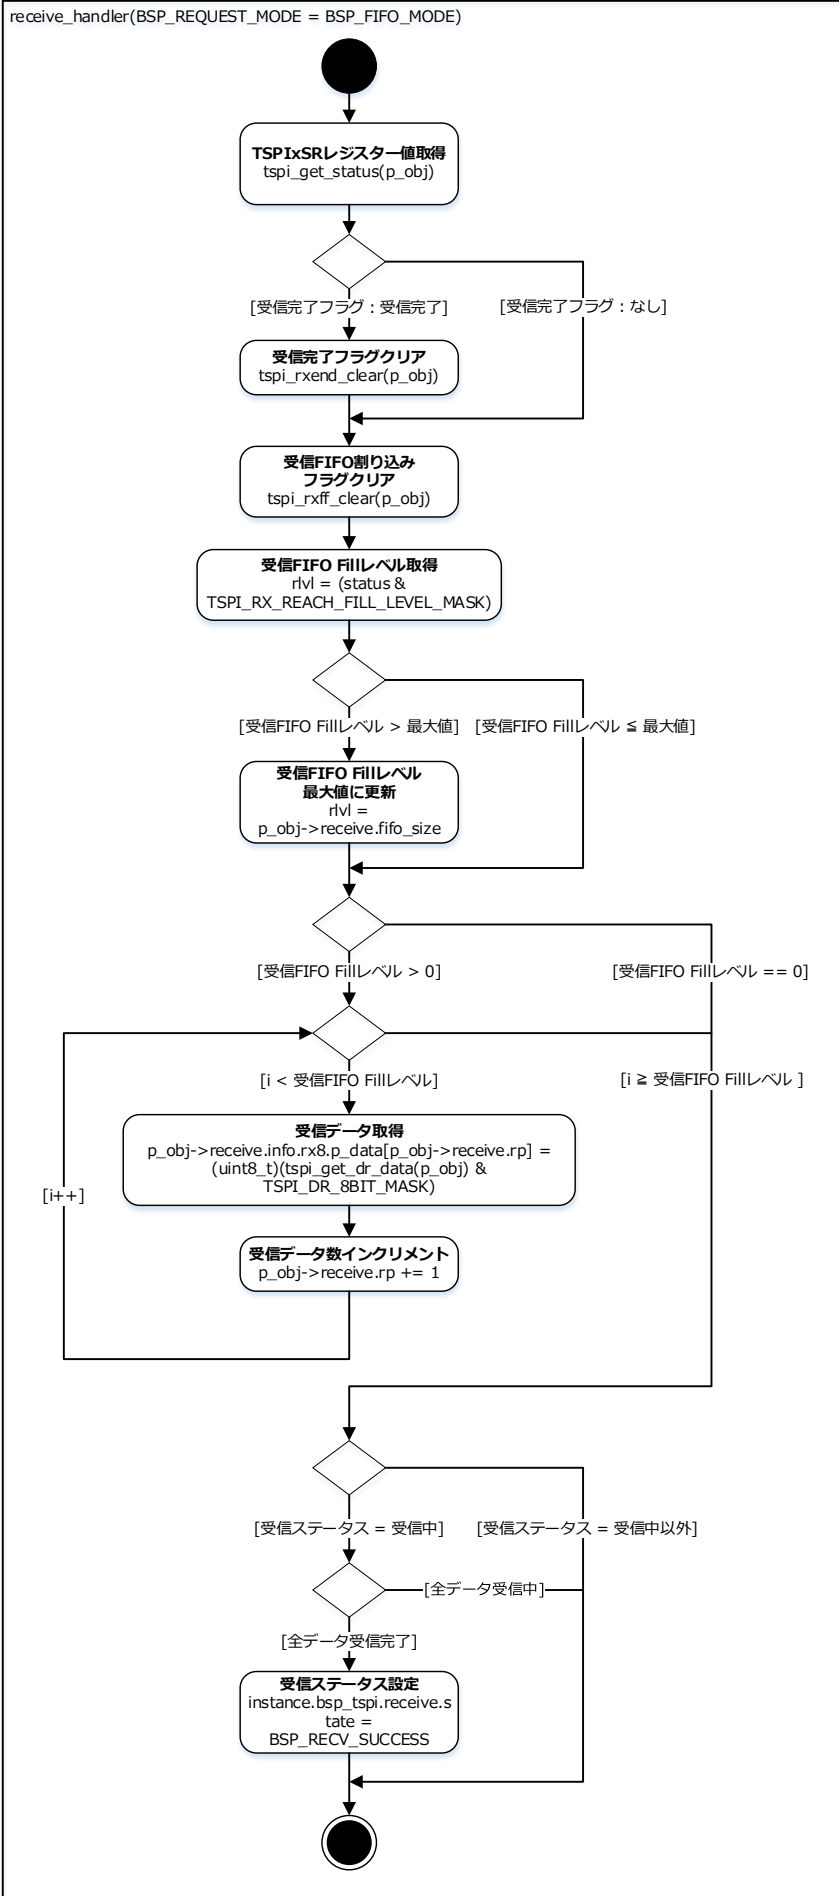 receive_handler(BSP_REQUEST_MODE = BSP_FIFO_MODE)
TSPIxSRレジスター値取得
tspi_get_status(p_obj)
[受信完了フラグ : 受信完了]
[受信完了フラグ : なし]
受信完了フラグクリア
tspi_rxend_clear(p_obj)
受信FIFO割り込み
フラグクリア
tspi_rxff_clear(p_obj)
受信FIFO Fillレベル取得
rlvl = (status &
TSPI_RX_REACH_FILL_LEVEL_MASK)
[受信FIFO Fillレベル > 最大値]
[受信FIFO Fillレベル ≦ 最大値]
受信FIFO Fillレベル
最大値に更新
rlvl =
p_obj->receive.fifo_size
[受信FIFO Fillレベル > 0]
[受信FIFO Fillレベル == 0]
[i < 受信FIFO Fillレベル]
[i ≧ 受信FIFO Fillレベル ]
受信データ取得
p_obj->receive.info.rx8.p_data[p_obj->receive.rp] =
(uint8_t)(tspi_get_dr_data(p_obj) &
TSPI_DR_8BIT_MASK)
[i++]
受信データ数インクリメント
p_obj->receive.rp += 1
[受信ステータス = 受信中]
[受信ステータス = 受信中以外]
[全データ受信中]
[全データ受信完了]
受信ステータス設定
instance.bsp_tspi.receive.s
tate =
BSP_RECV_SUCCESS